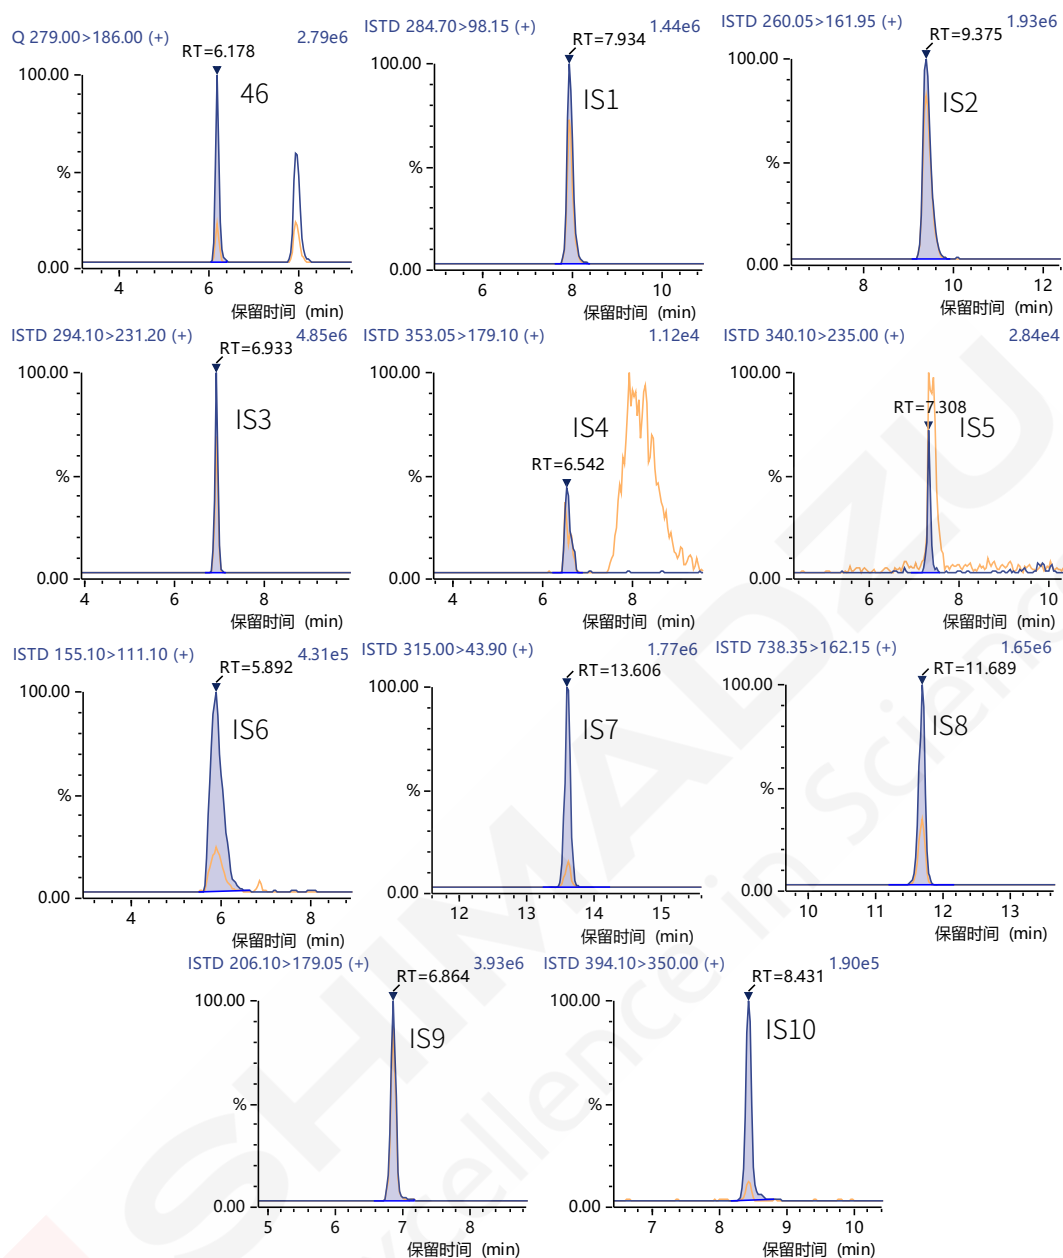 Q 279.00>186.00 (+) 2.79e6
RT=6.178
100.00
46
%
0.00
4 6 8
保留时间 (min)
ISTD 284.70>98.15 (+) 1.44e6
RT=7.934
100.00
IS1
%
0.00
6 8 10
保留时间 (min)
ISTD 260.05>161.95 (+) 1.93e6
RT=9.375
100.00
IS2
%
0.00
8 10 12
保留时间 (min)
ISTD 294.10>231.20 (+) 4.85e6
RT=6.933
100.00
IS3
%
0.00
4 6 8
保留时间 (min)
ISTD 353.05>179.10 (+) 1.12e4
100.00
IS4
RT=6.542
%
0.00
4 6 8
保留时间 (min)
ISTD 340.10>235.00 (+) 2.84e4
100.00
RT=7.308
IS5
%
0.00
6 8 10
保留时间 (min)
ISTD 155.10>111.10 (+) 4.31e5
RT=5.892
100.00
IS6
%
0.00
4 6 8
保留时间 (min)
ISTD 315.00>43.90 (+) 1.77e6
RT=13.606
100.00
IS7
%
0.00
12 13 14 15
保留时间 (min)
ISTD 738.35>162.15 (+) 1.65e6
RT=11.689
100.00
IS8
%
0.00
10 11 12 13
保留时间 (min)
ISTD 206.10>179.05 (+) 3.93e6
RT=6.864
100.00
IS9
%
0.00
5 6 7 8
保留时间 (min)
ISTD 394.10>350.00 (+) 1.90e5
RT=8.431
100.00
IS10
%
0.00
7 8 9 10
保留时间 (min)
SHIMADZU
Excellence in Science